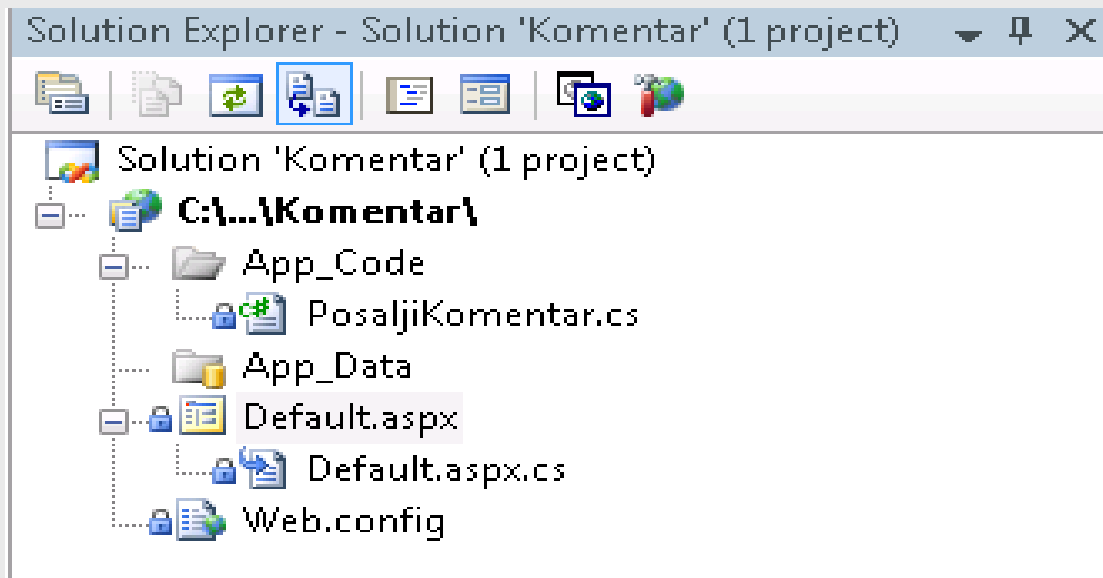 Solution Explorer - Solution 'Komentar' (1 project)
Solution 'Komentar' (1 project)
C:\...\Komentar\
App_Code
PosaljiKomentar.cs
App_Data
Default.aspx
Default.aspx.cs
Web.config